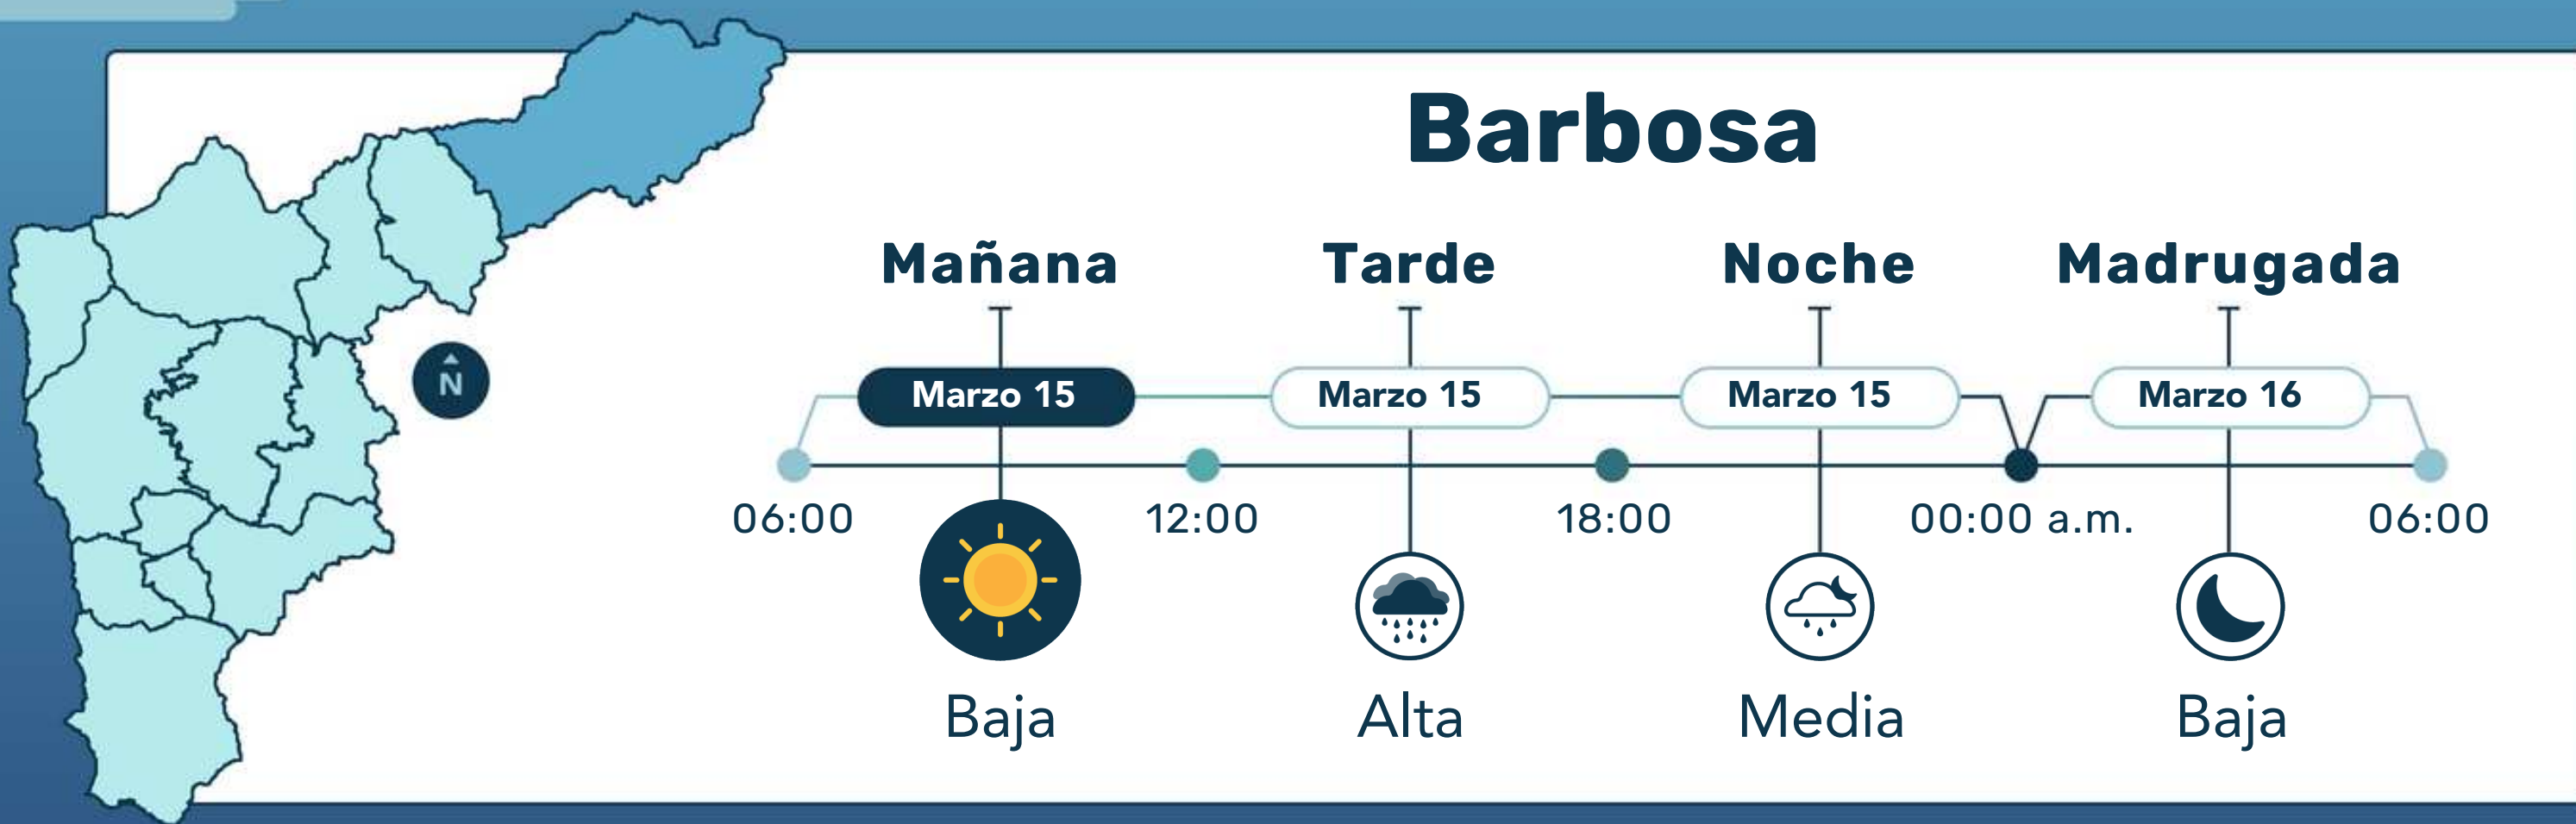 Barbosa
Mañana Tarde Noche Madrugada
N
Marzo 15 Marzo 15 Marzo 15 Marzo 16
06:00 12:00 18:00 00:00 a.m. 06:00
Baja Alta Media Baja